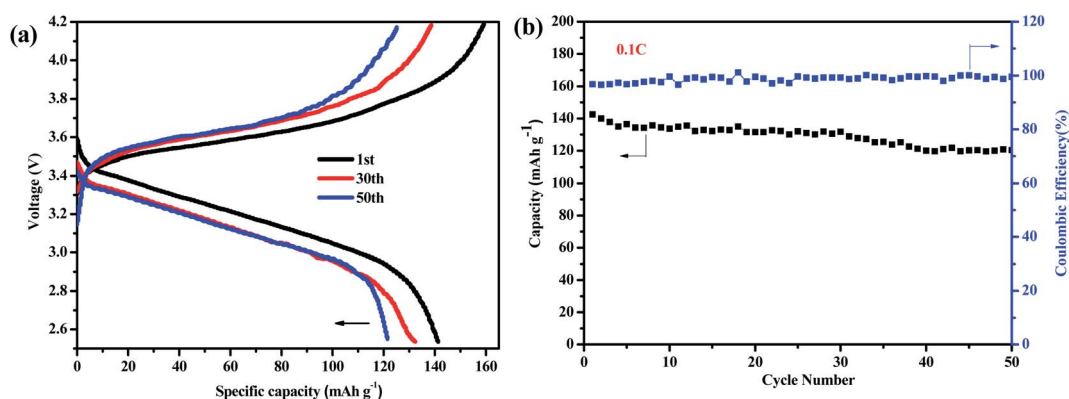 (a)
4.2
4.0
3.8
3.6
3.4
3.2
3.0
2.8
2.6
Voltage (V)
1st
30th
50th
0 20 40 60 80 100 120 140 160
Specific capacity (mAh g-1)
(b)
200
180
160
140
120
100
80
60
40
20
0
Capacity (mAh g-1)
0.1C
120
100
80
60
40
20
0
Coulombic Efficiency(%)
0 10 20 30 40 50
Cycle Number